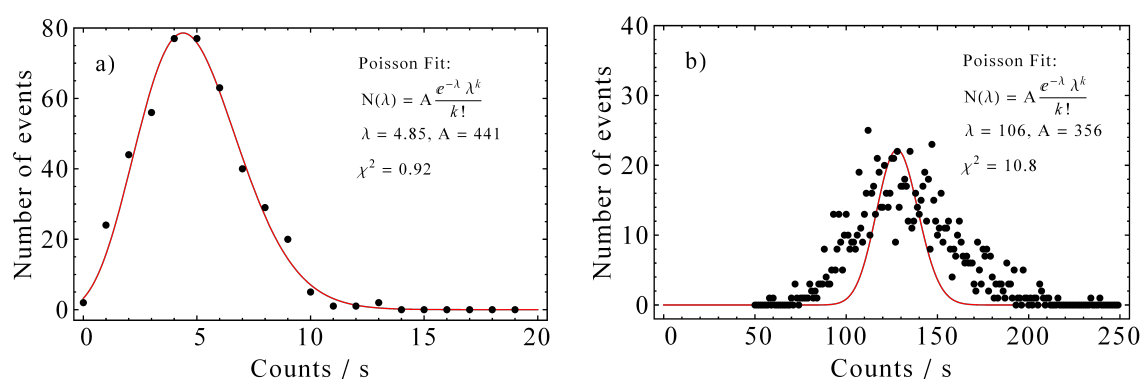 a)
Poisson Fit:
N(λ) = A e^{-λ} λ^k / k!
λ = 4.85, A = 441
χ² = 0.92
80
60
40
20
0
Number of events
0 5 10 15 20
Counts / s
b)
Poisson Fit:
N(λ) = A e^{-λ} λ^k / k!
λ = 106, A = 356
χ² = 10.8
40
30
20
10
0
Number of events
0 50 100 150 200 250
Counts / s